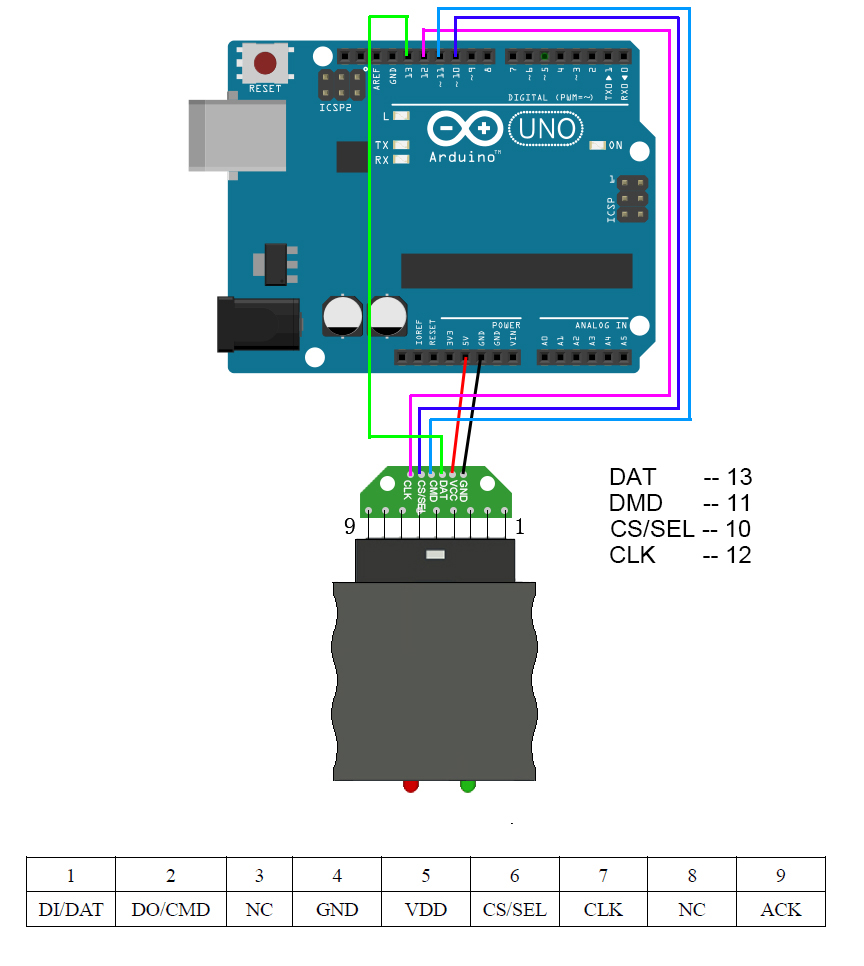 RESET
ICSP2
AREF
GND
13
12
~11
~10
~9
8
7
~6
~5
4
~3
2
TXD▶1
RXD◀0
DIGITAL (PWM=~)
L
TX
RX
Arduino™
UNO
ON
1
ICSP
POWER
ANALOG IN
IOREF
RESET
3V3
5V
GND
GND
VIN
A0
A1
A2
A3
A4
A5
CLK
CS/SEL
CMD
DAT
VCC
GND
9
1
DAT -- 13
DMD -- 11
CS/SEL -- 10
CLK -- 12
1 2 3 4 5 6 7 8 9
DI/DAT DO/CMD NC GND VDD CS/SEL CLK NC ACK